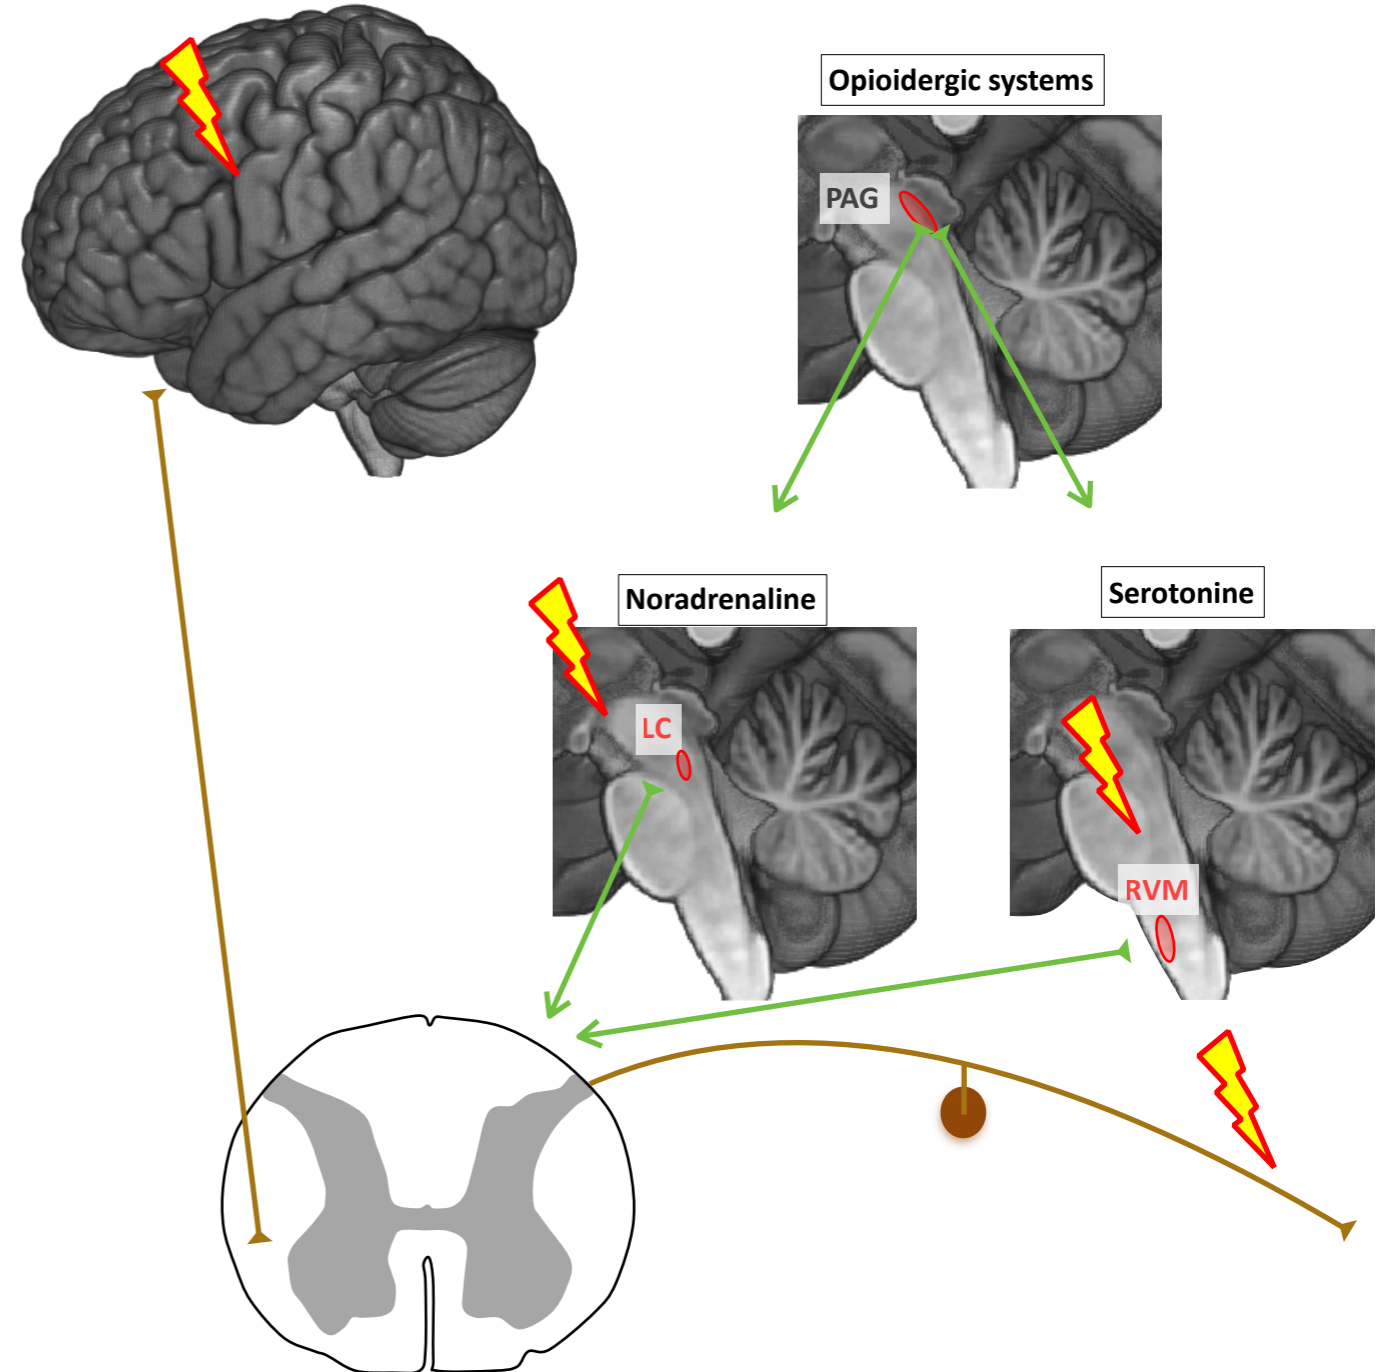 Opioidergic systems
PAG
Noradrenaline
Serotonine
LC
RVM